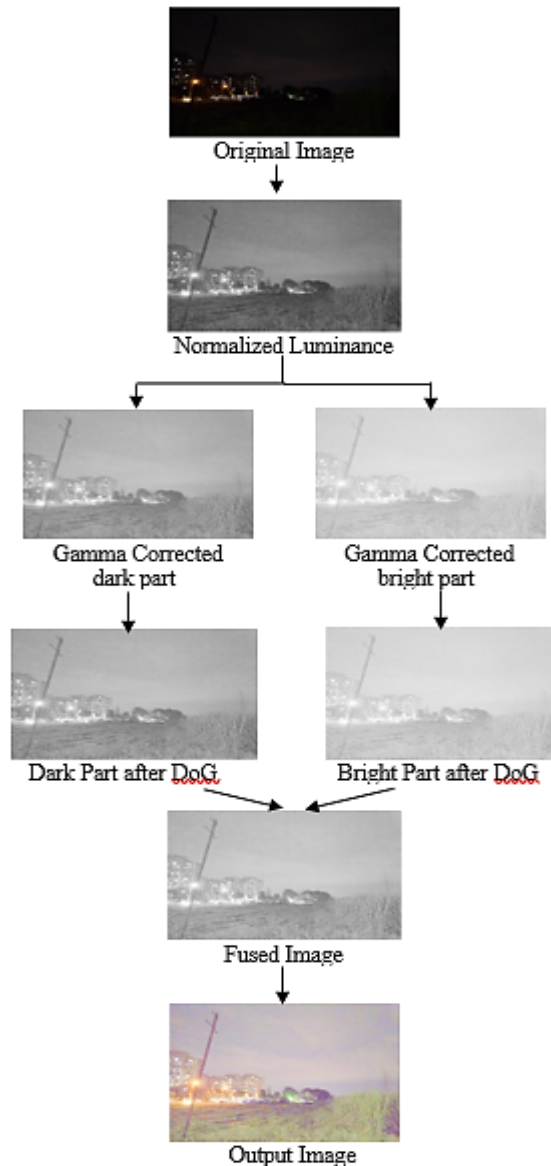 Original Image
Normalized Luminance
Gamma Corrected
dark part
Gamma Corrected
bright part
Dark Part after DoG
Bright Part after DoG
Fused Image
Output Image